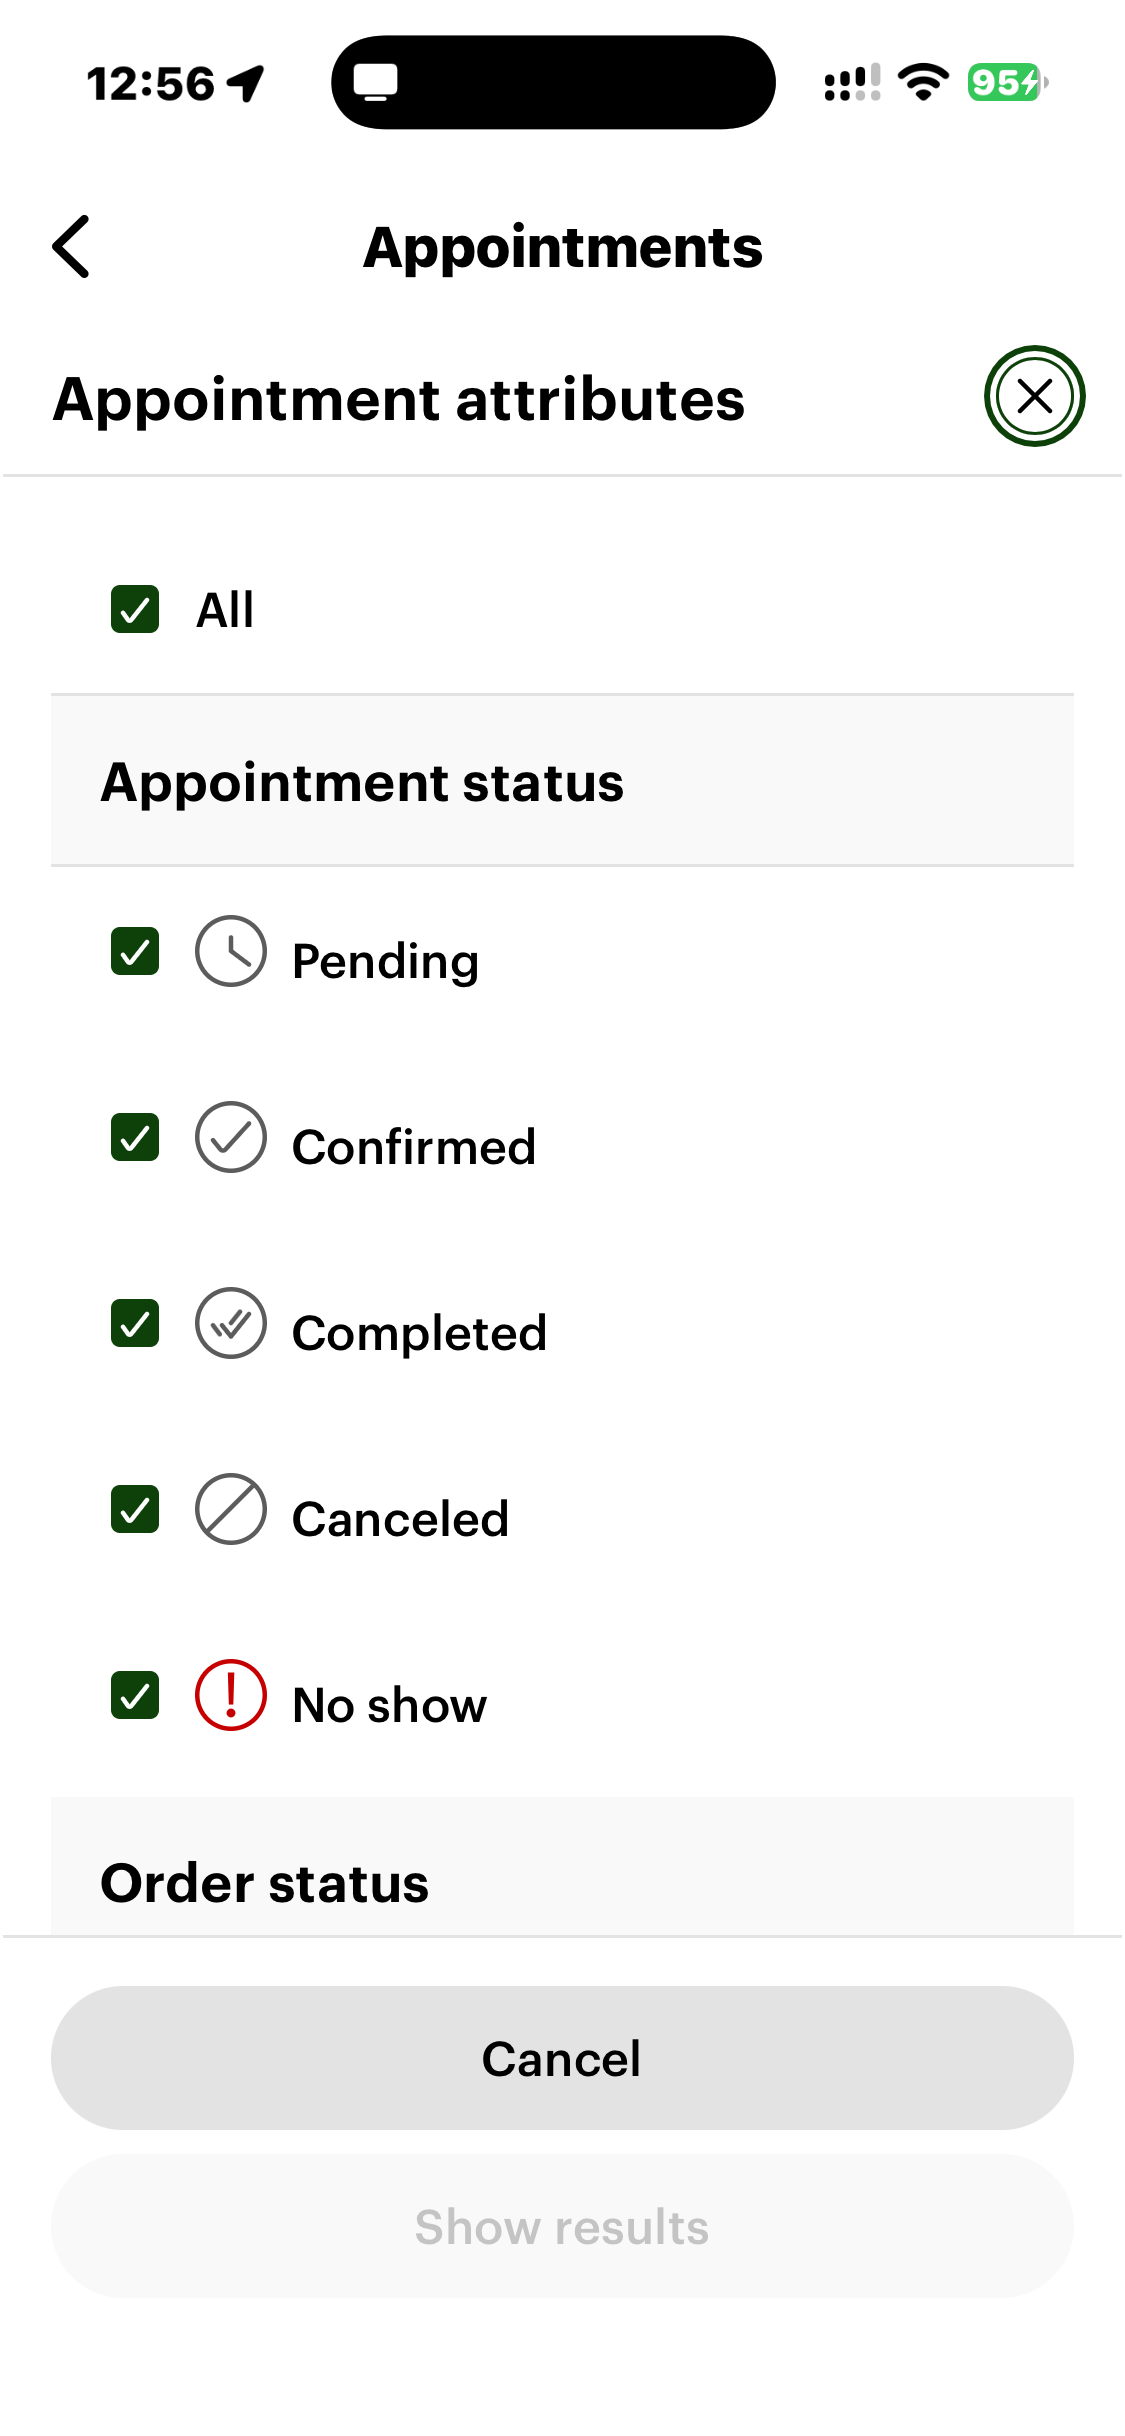 12:56
95
Appointments
Appointment attributes
All
Appointment status
Pending
Confirmed
Completed
Canceled
No show
Order status
Cancel
Show results